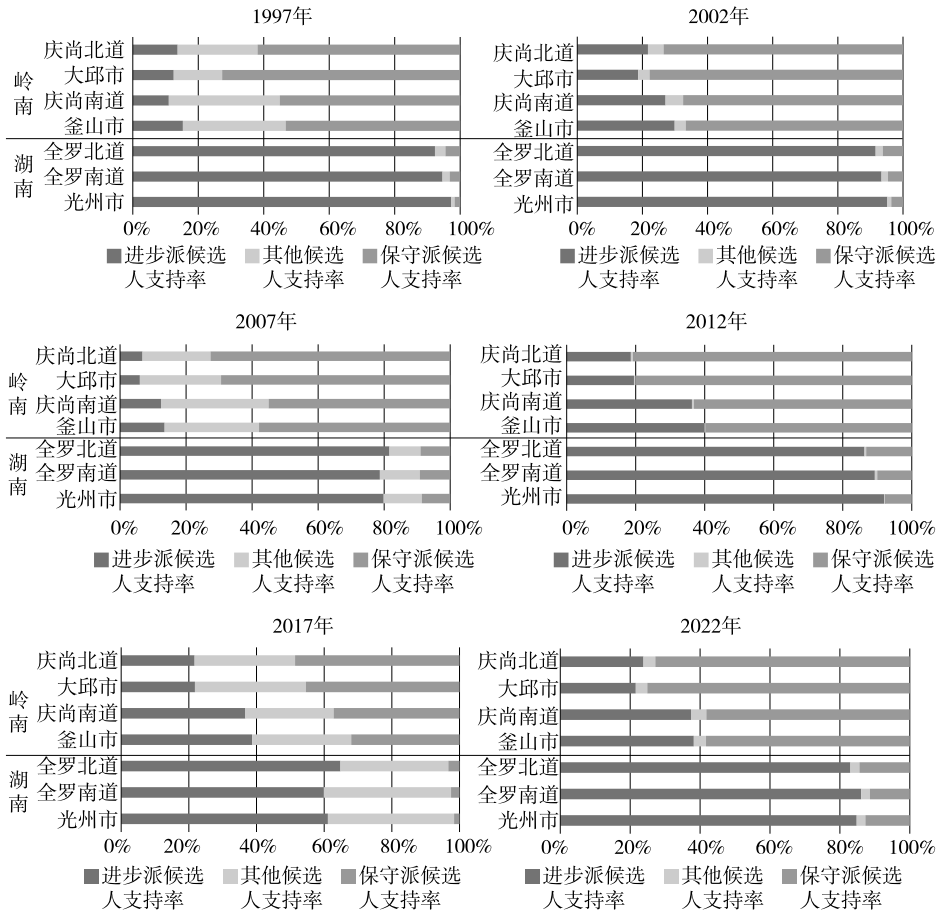 1997年
岭南
庆尚北道
大邱市
庆尚南道
釜山市
湖南
全罗北道
全罗南道
光州市
0% 20% 40% 60% 80% 100%
进步派候选人支持率
其他候选人支持率
保守派候选人支持率
2002年
庆尚北道
大邱市
庆尚南道
釜山市
全罗北道
全罗南道
光州市
0% 20% 40% 60% 80% 100%
进步派候选人支持率
其他候选人支持率
保守派候选人支持率
2007年
岭南
庆尚北道
大邱市
庆尚南道
釜山市
湖南
全罗北道
全罗南道
光州市
0% 20% 40% 60% 80% 100%
进步派候选人支持率
其他候选人支持率
保守派候选人支持率
2012年
庆尚北道
大邱市
庆尚南道
釜山市
全罗北道
全罗南道
光州市
0% 20% 40% 60% 80% 100%
进步派候选人支持率
其他候选人支持率
保守派候选人支持率
2017年
岭南
庆尚北道
大邱市
庆尚南道
釜山市
湖南
全罗北道
全罗南道
光州市
0% 20% 40% 60% 80% 100%
进步派候选人支持率
其他候选人支持率
保守派候选人支持率
2022年
庆尚北道
大邱市
庆尚南道
釜山市
全罗北道
全罗南道
光州市
0% 20% 40% 60% 80% 100%
进步派候选人支持率
其他候选人支持率
保守派候选人支持率